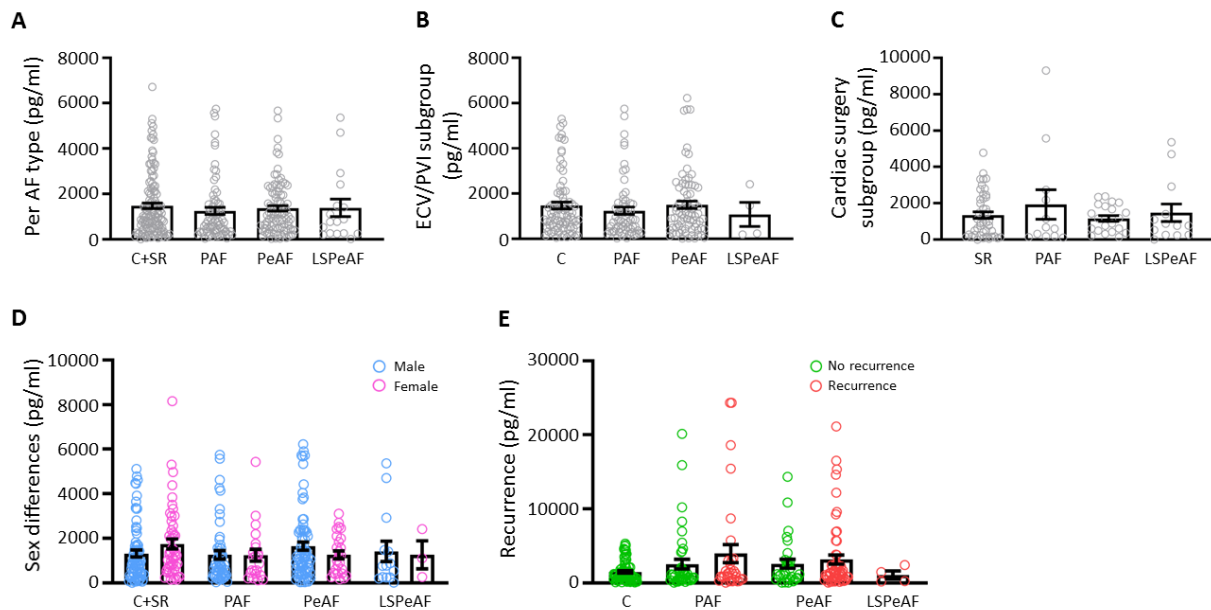 A
Per AF type (pg/ml)
8000
6000
4000
2000
0
C+SR PAF PeAF LSPeAF
B
ECV/PVI subgroup
(pg/ml)
8000
6000
4000
2000
0
C PAF PeAF LSPeAF
C
Cardiac surgery
subgroup (pg/ml)
10000
8000
6000
4000
2000
0
SR PAF PeAF LSPeAF
D
Sex differences (pg/ml)
10000
8000
6000
4000
2000
0
Male
Female
C+SR PAF PeAF LSPeAF
E
Recurrence (pg/ml)
30000
20000
10000
0
No recurrence
Recurrence
C PAF PeAF LSPeAF